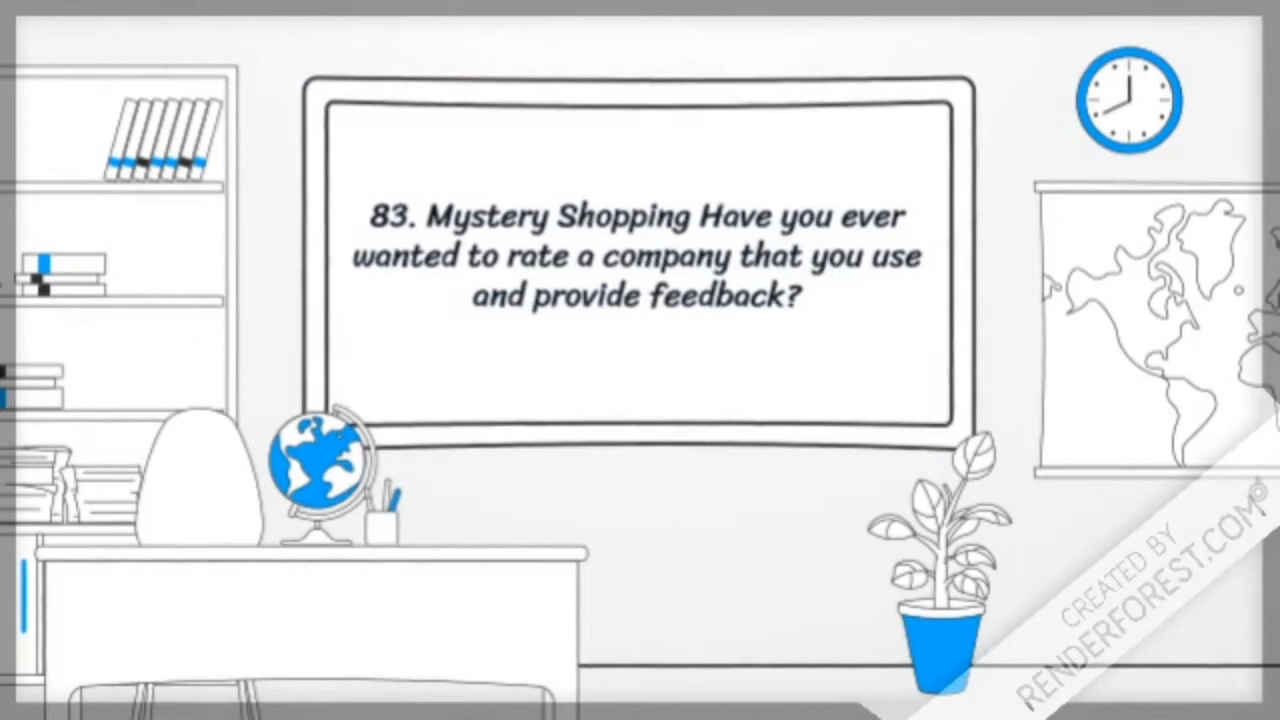 83. Mystery Shopping Have you ever
wanted to rate a company that you use
and provide feedback?
CREATED BY
RENDERFOREST.COM